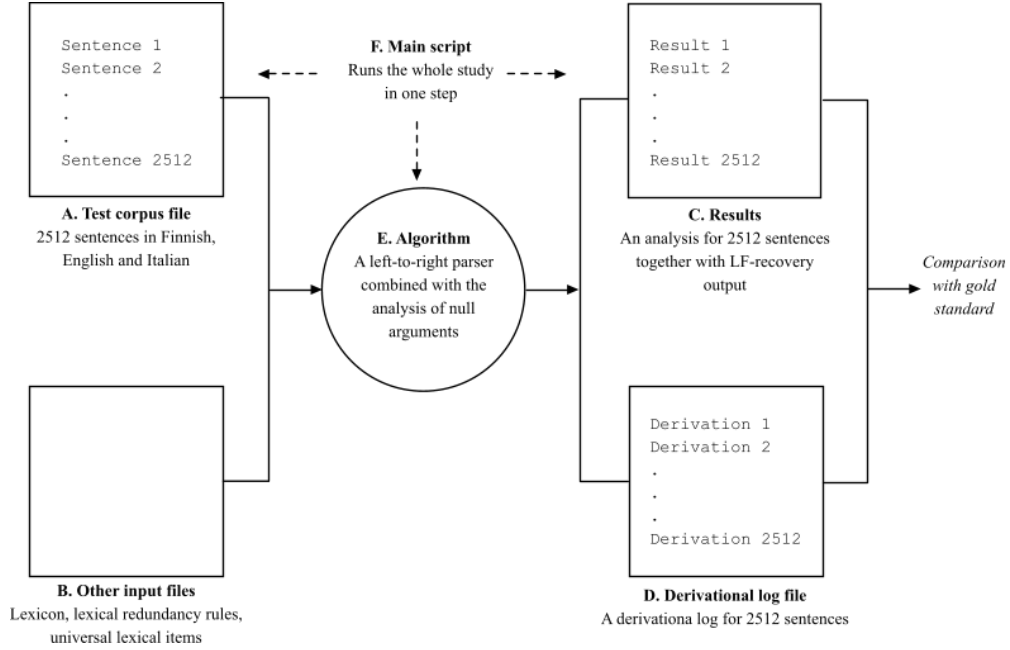 Sentence 1
Sentence 2
.
.
.
Sentence 2512
A. Test corpus file
2512 sentences in Finnish,
English and Italian
B. Other input files
Lexicon, lexical redundancy rules,
universal lexical items
F. Main script
Runs the whole study
in one step
E. Algorithm
A left-to-right parser
combined with the
analysis of null
arguments
Result 1
Result 2
.
.
.
Result 2512
C. Results
An analysis for 2512 sentences
together with LF-recovery
output
Derivation 1
Derivation 2
.
.
.
Derivation 2512
D. Derivational log file
A derivationa log for 2512 sentences
Comparison
with gold
standard